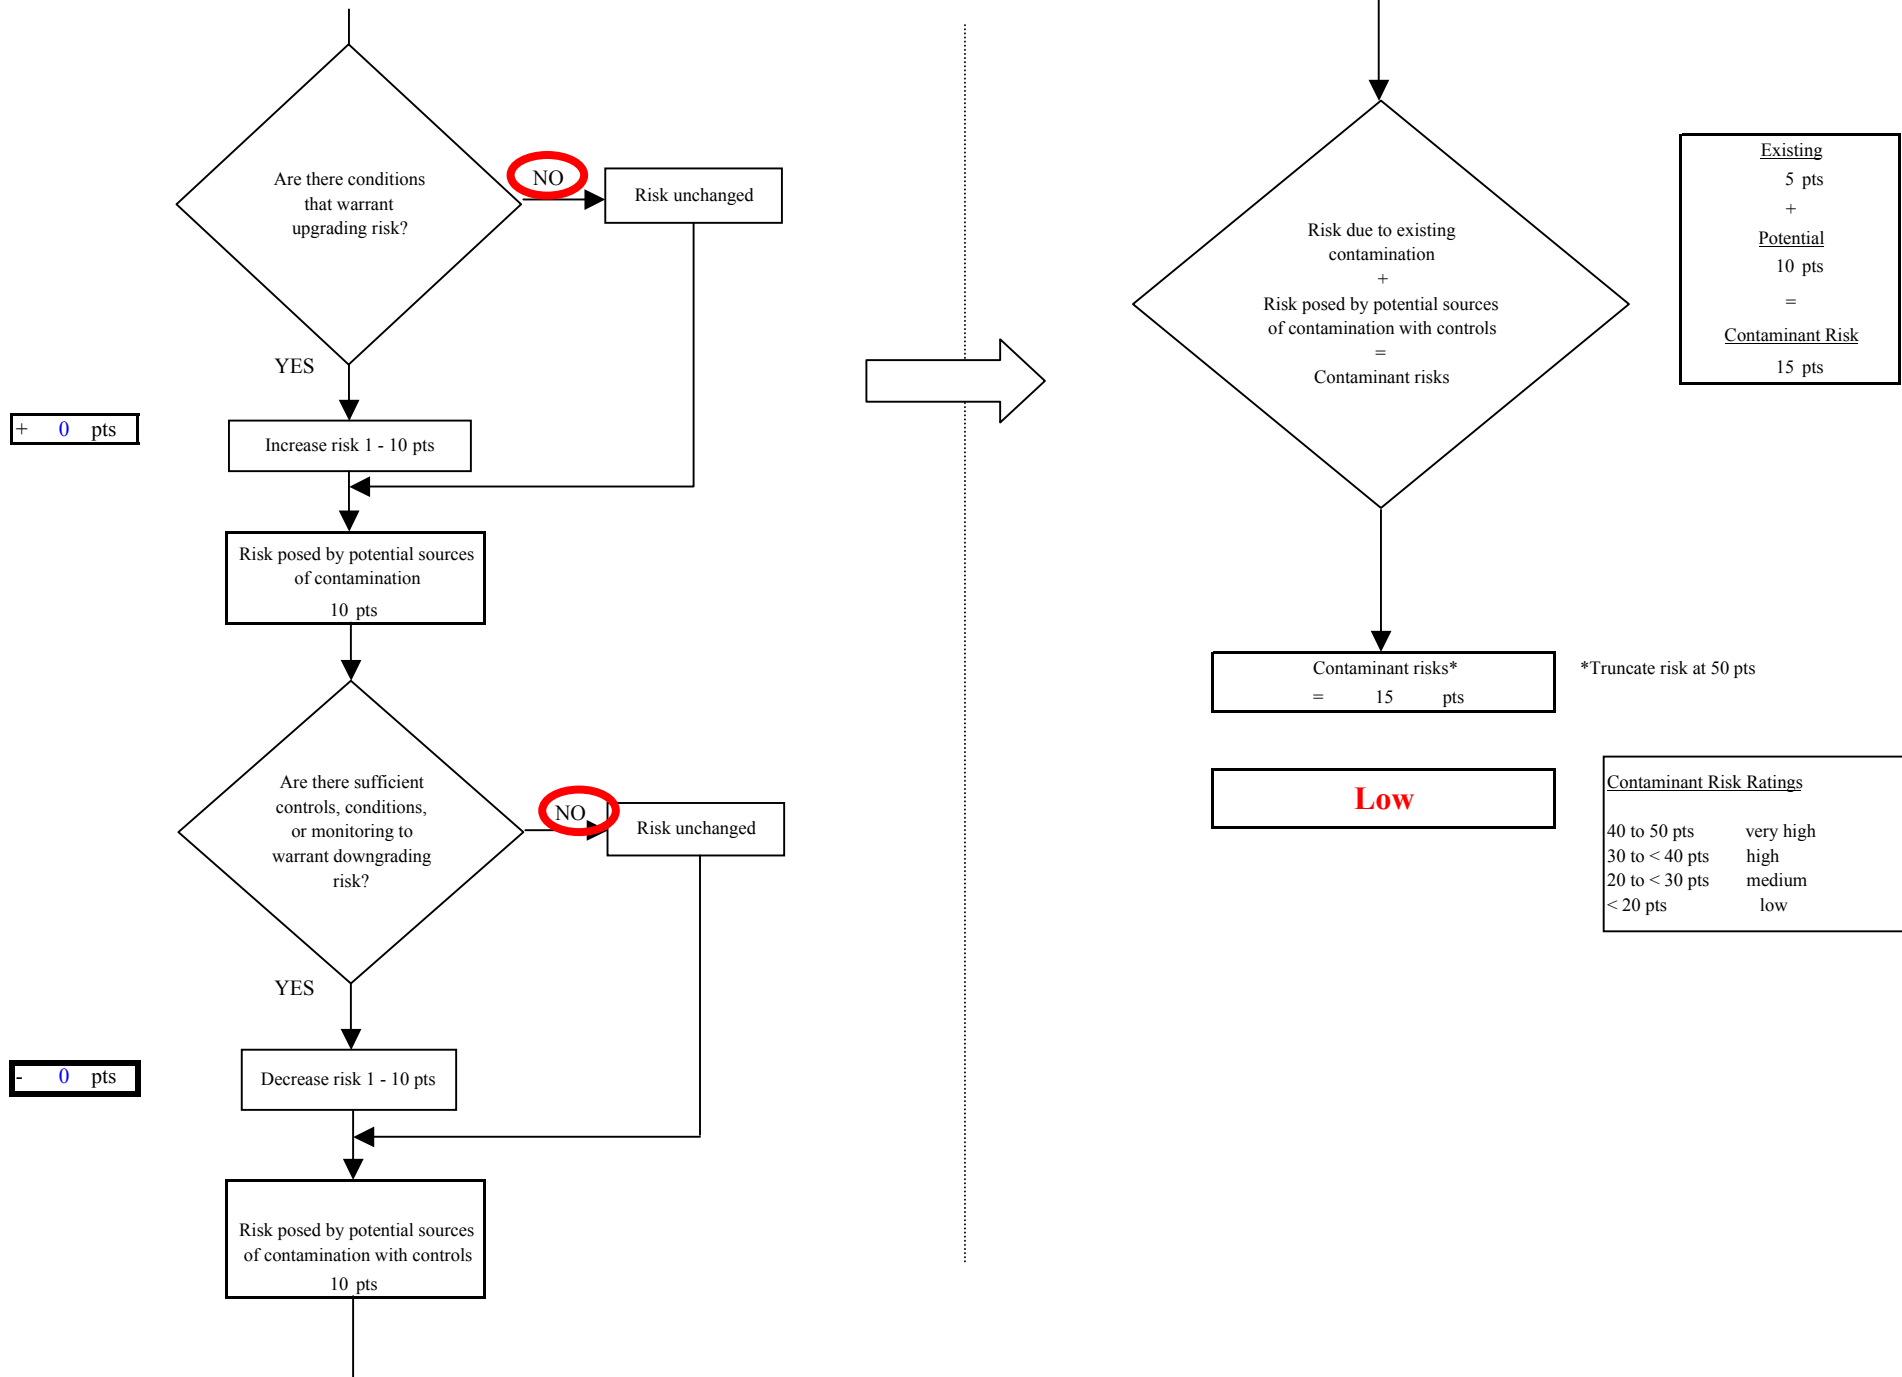 Are there conditions
that warrant
upgrading risk?
NO
Risk unchanged
YES
+ 0 pts
Increase risk 1 - 10 pts
Risk posed by potential sources
of contamination
10 pts
Are there sufficient
controls, conditions,
or monitoring to
warrant downgrading
risk?
NO
Risk unchanged
YES
- 0 pts
Decrease risk 1 - 10 pts
Risk posed by potential sources
of contamination with controls
10 pts
Risk due to existing
contamination
+
Risk posed by potential sources
of contamination with controls
=
Contaminant risks
Existing
5 pts
+
Potential
10 pts
=
Contaminant Risk
15 pts
Contaminant risks*
= 15 pts
*Truncate risk at 50 pts
Low
Contaminant Risk Ratings
40 to 50 pts very high
30 to < 40 pts high
20 to < 30 pts medium
< 20 pts low